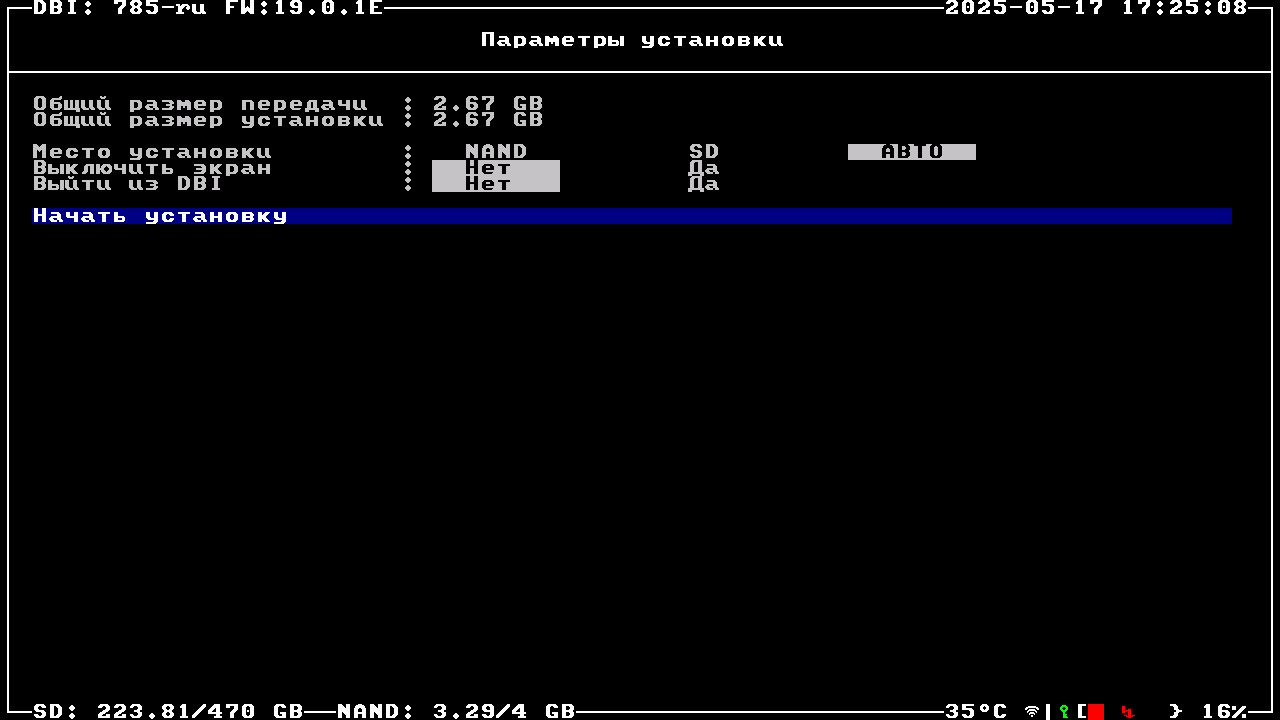 DBI: 785-ru FW:19.0.1E 2025-05-17 17:25:08
Параметры установки
Общий размер передачи : 2.67 GB
Общий размер установки : 2.67 GB
Место установки : NAND SD АВТО
Выключить экран : Нет Да
Выйти из DBI : Нет Да
Начать установку
SD: 223.81/470 GB NAND: 3.29/4 GB 35°C |[ } 16%